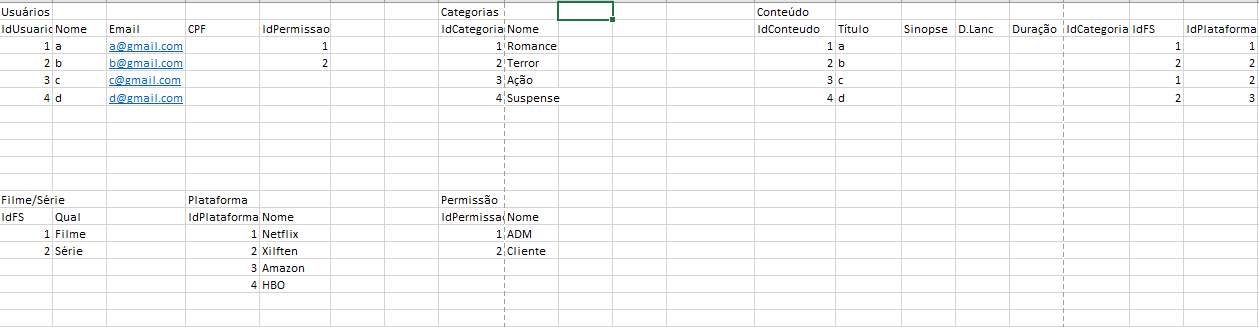 Usuários Categorias Conteúdo
IdUsuario Nome Email CPF IdPermissao IdCategoria Nome IdConteudo Título Sinopse D.Lanc Duração IdCategoria IdFS IdPlataforma
1 a a@gmail.com 1 1 Romance 1 a 1 1
2 b b@gmail.com 2 2 Terror 2 b 2 2
3 c c@gmail.com 3 Ação 3 c 1 2
4 d d@gmail.com 4 Suspense 4 d 2 3
Filme/Série Plataforma Permissão
IdFS Qual IdPlataforma Nome IdPermissa Nome
1 Filme 1 Netflix 1 ADM
2 Série 2 Xilften 2 Cliente
3 Amazon
4 HBO